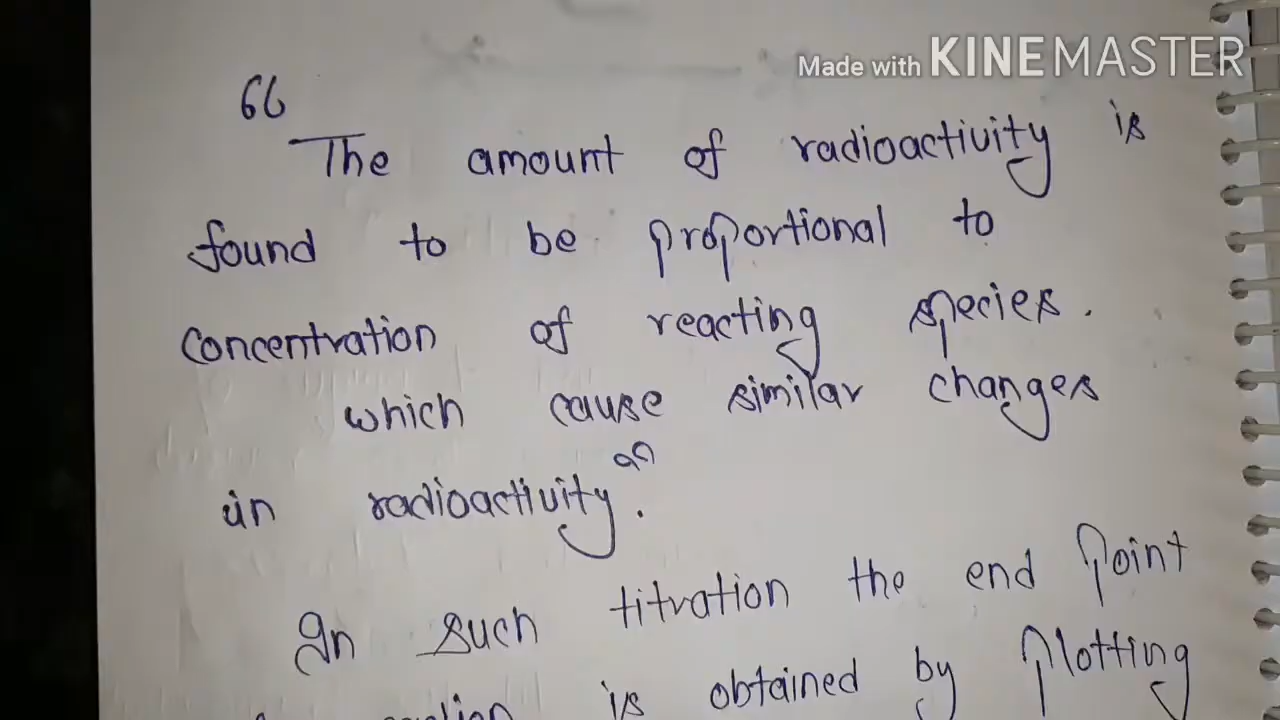 Made with KINEMASTER
66
The amount of radioactivity is
found to be proportional to
concentration of reacting species.
which cause similar changes
in radioactivity.
99
In such titration the end point
is obtained by plotting